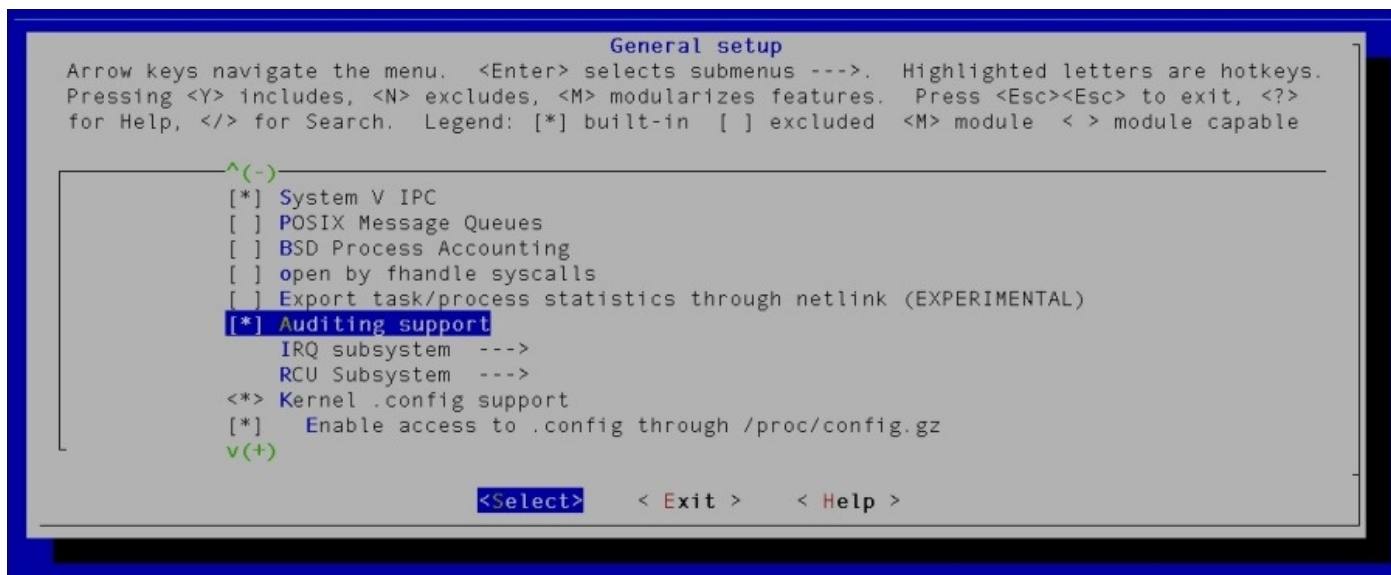 General setup
Arrow keys navigate the menu.  <Enter> selects submenus --->.  Highlighted letters are hotkeys.
Pressing <Y> includes, <N> excludes, <M> modularizes features.  Press <Esc><Esc> to exit, <?>
for Help, </> for Search.  Legend: [*] built-in  [ ] excluded  <M> module  < > module capable
^(-)
[*] System V IPC
[ ] POSIX Message Queues
[ ] BSD Process Accounting
[ ] open by fhandle syscalls
[ ] Export task/process statistics through netlink (EXPERIMENTAL)
[*] Auditing support
IRQ subsystem  --->
RCU Subsystem  --->
<*> Kernel .config support
[*]   Enable access to .config through /proc/config.gz
v(+)
<Select>    < Exit >    < Help >